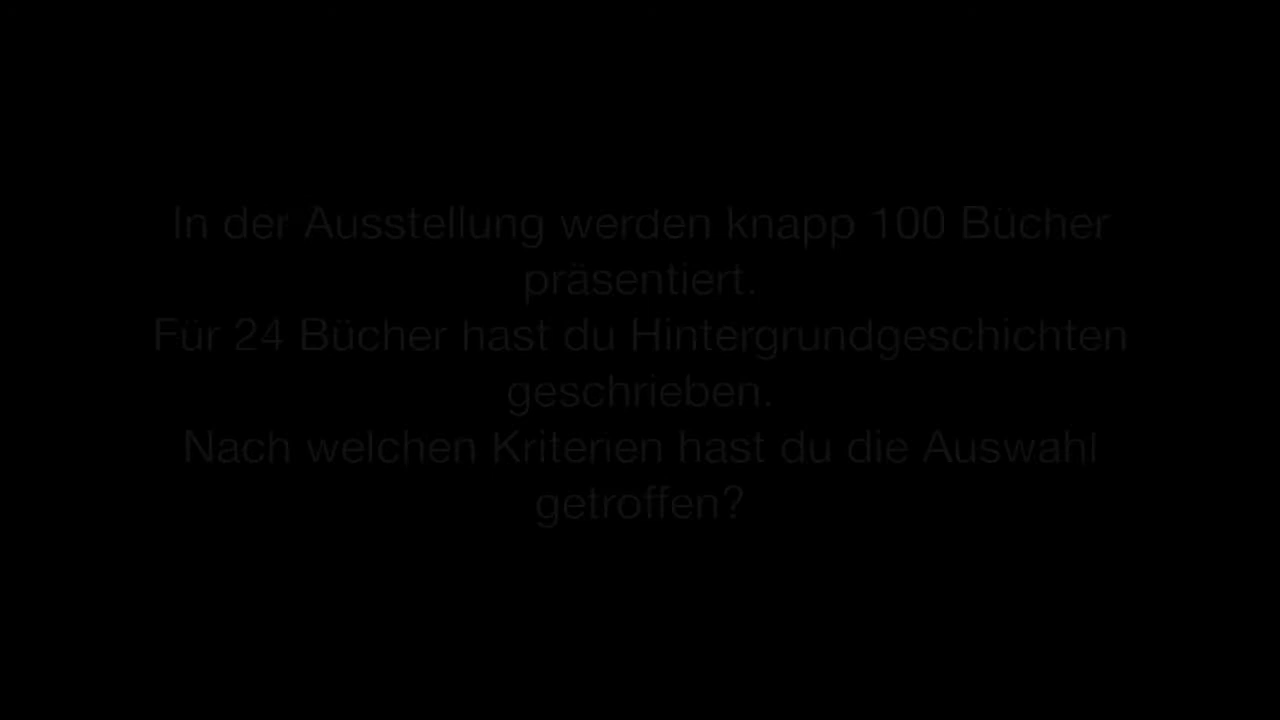 In der Ausstellung werden knapp 100 Bücher
präsentiert.
Für 24 Bücher hast du Hintergrundgeschichten
geschrieben.
Nach welchen Kriterien hast du die Auswahl
getroffen?